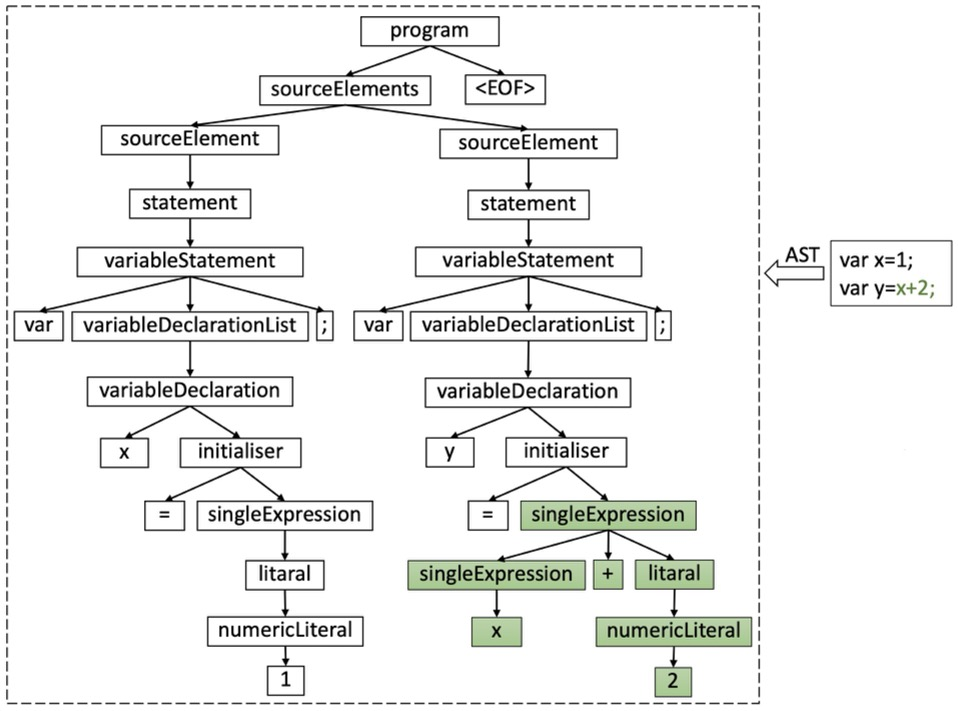 program
sourceElements <EOF>
sourceElement sourceElement
statement statement
AST
variableStatement variableStatement
var x=1;
var y=x+2;
var variableDeclarationList ; var variableDeclarationList ;
variableDeclaration variableDeclaration
x initialiser y initialiser
= singleExpression = singleExpression
litaral singleExpression + litaral
numericLiteral x numericLiteral
1 2